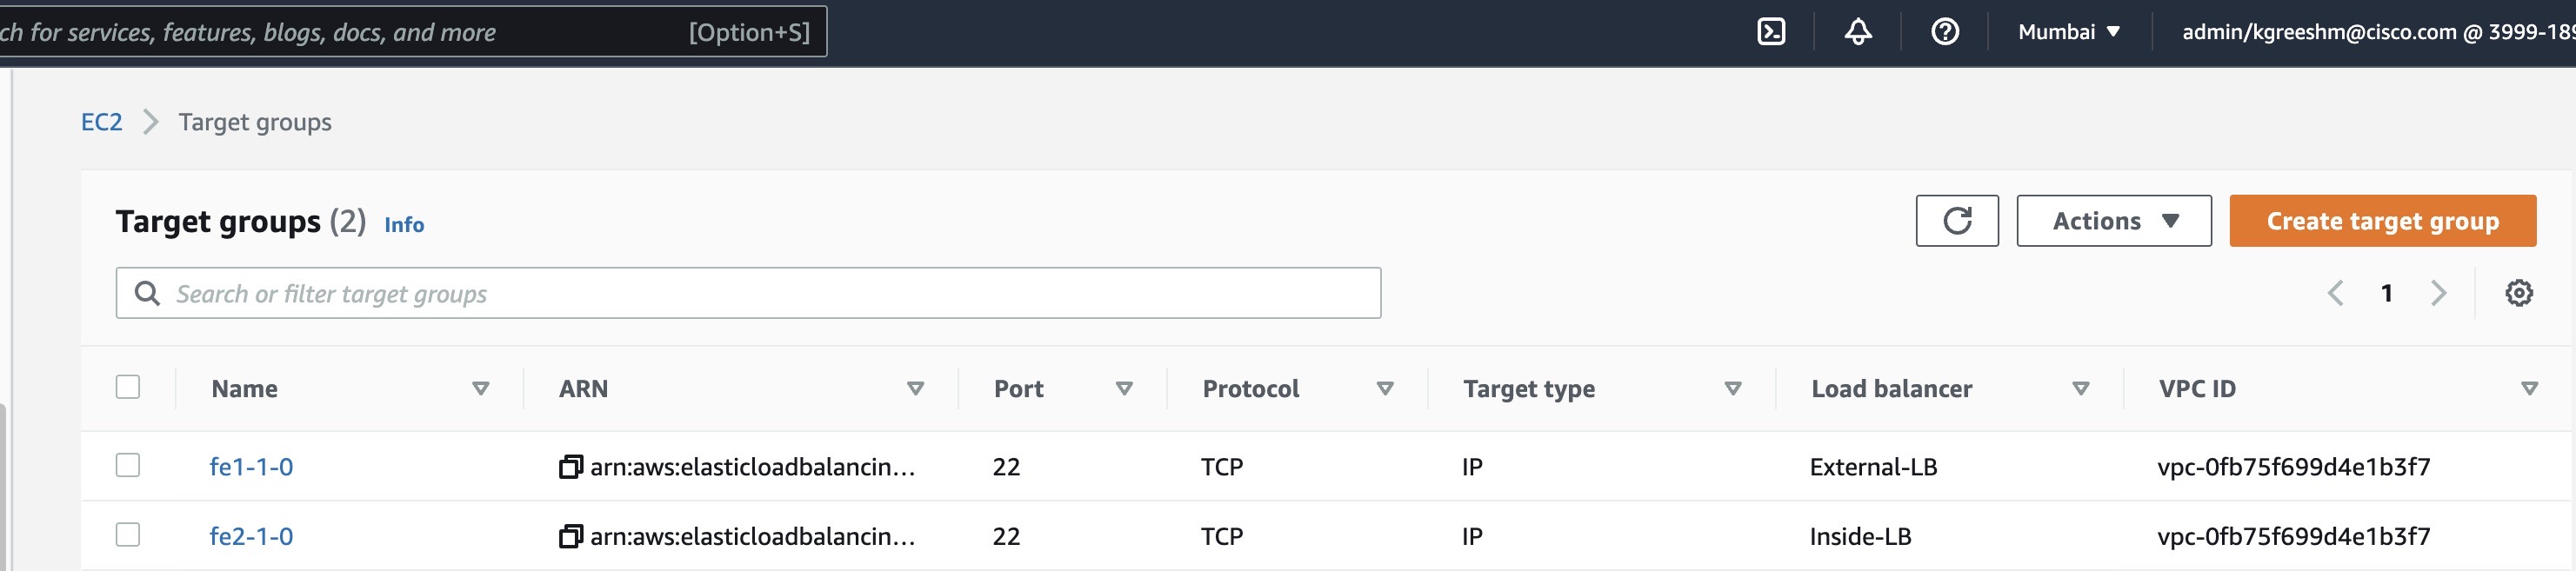 ch for services, features, blogs, docs, and more [Option+S] Mumbai admin/kgreeshm@cisco.com @ 3999-189
EC2 Target groups
Target groups (2) Info Actions Create target group
Search or filter target groups 1
Name ARN Port Protocol Target type Load balancer VPC ID
fe1-1-0 arn:aws:elasticloadbalancin... 22 TCP IP External-LB vpc-0fb75f699d4e1b3f7
fe2-1-0 arn:aws:elasticloadbalancin... 22 TCP IP Inside-LB vpc-0fb75f699d4e1b3f7